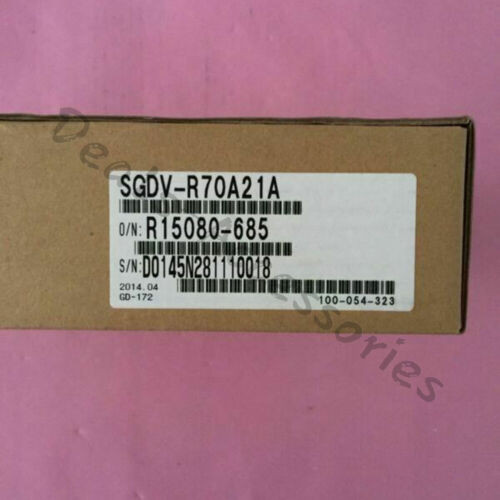 SGDV-R70A21A
O/N: R15080-685
S/N: D0145N281110018
2014.04
GD-172
100-054-323